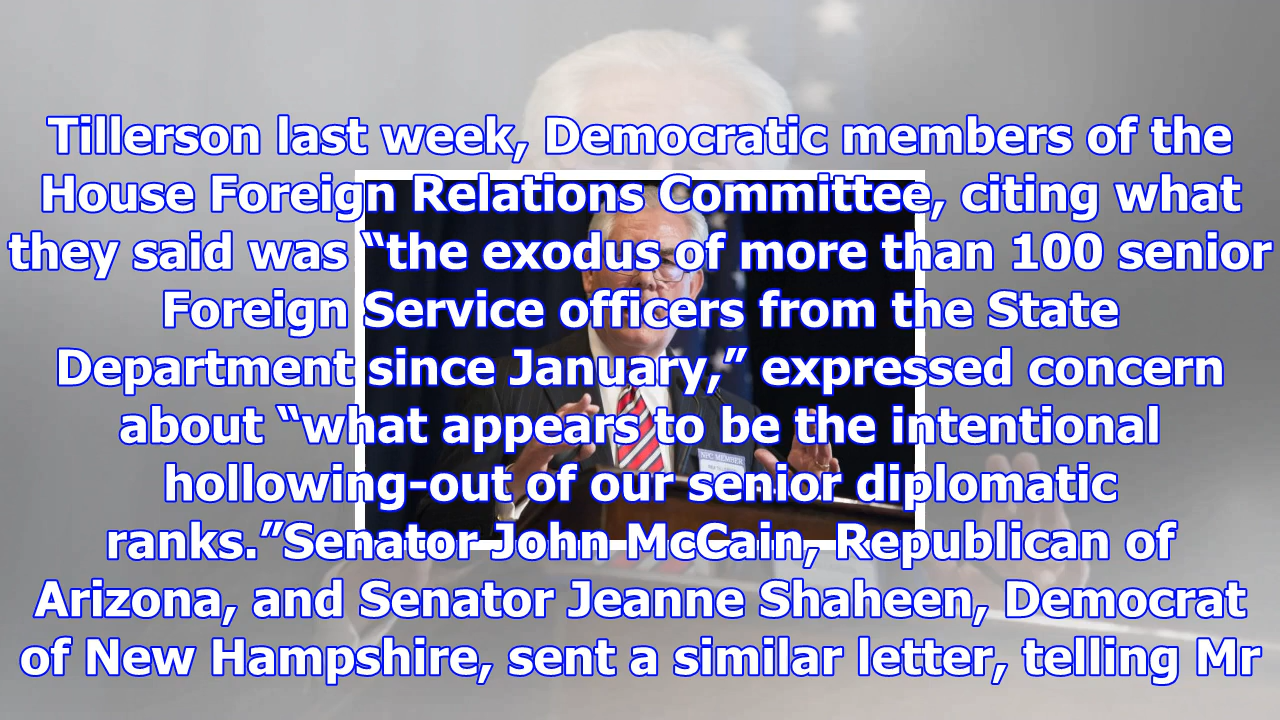 Tillerson last week, Democratic members of the
House Foreign Relations Committee, citing what
they said was “the exodus of more than 100 senior
Foreign Service officers from the State
Department since January,” expressed concern
about “what appears to be the intentional
hollowing-out of our senior diplomatic
ranks.”Senator John McCain, Republican of
Arizona, and Senator Jeanne Shaheen, Democrat
of New Hampshire, sent a similar letter, telling Mr
NPC MEMBER